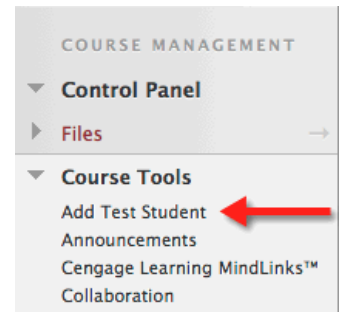 COURSE MANAGEMENT
Control Panel
Files
Course Tools
Add Test Student
Announcements
Cengage Learning MindLinks™
Collaboration